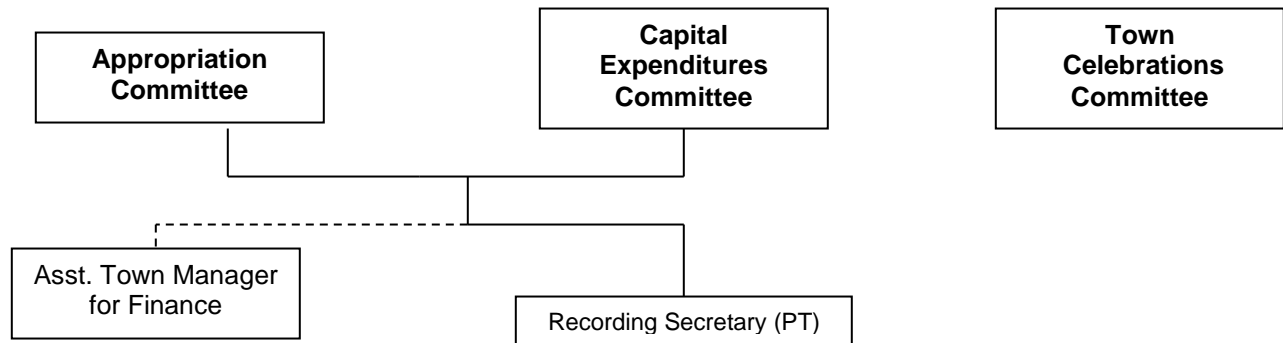 Appropriation
Committee
Capital
Expenditures
Committee
Town
Celebrations
Committee
Asst. Town Manager
for Finance
Recording Secretary (PT)